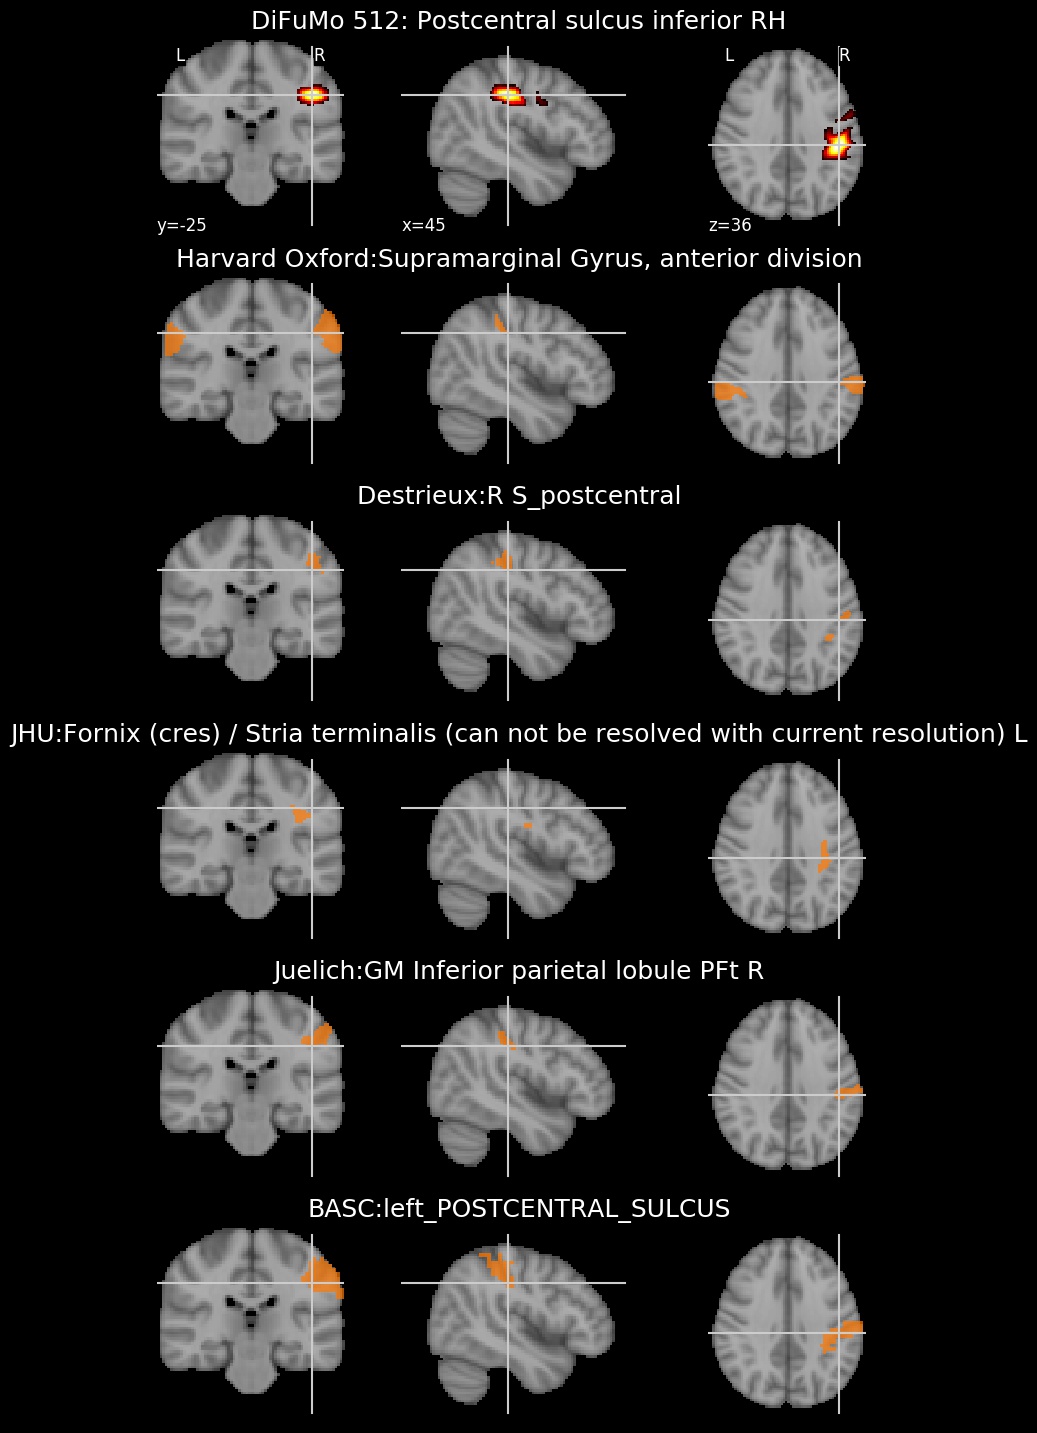 DiFuMo 512: Postcentral sulcus inferior RH
L R L R
y=-25 x=45 z=36
Harvard Oxford:Supramarginal Gyrus, anterior division
Destrieux:R S_postcentral
JHU:Fornix (cres) / Stria terminalis (can not be resolved with current resolution) L
Juelich:GM Inferior parietal lobule PFt R
BASC:left_POSTCENTRAL_SULCUS